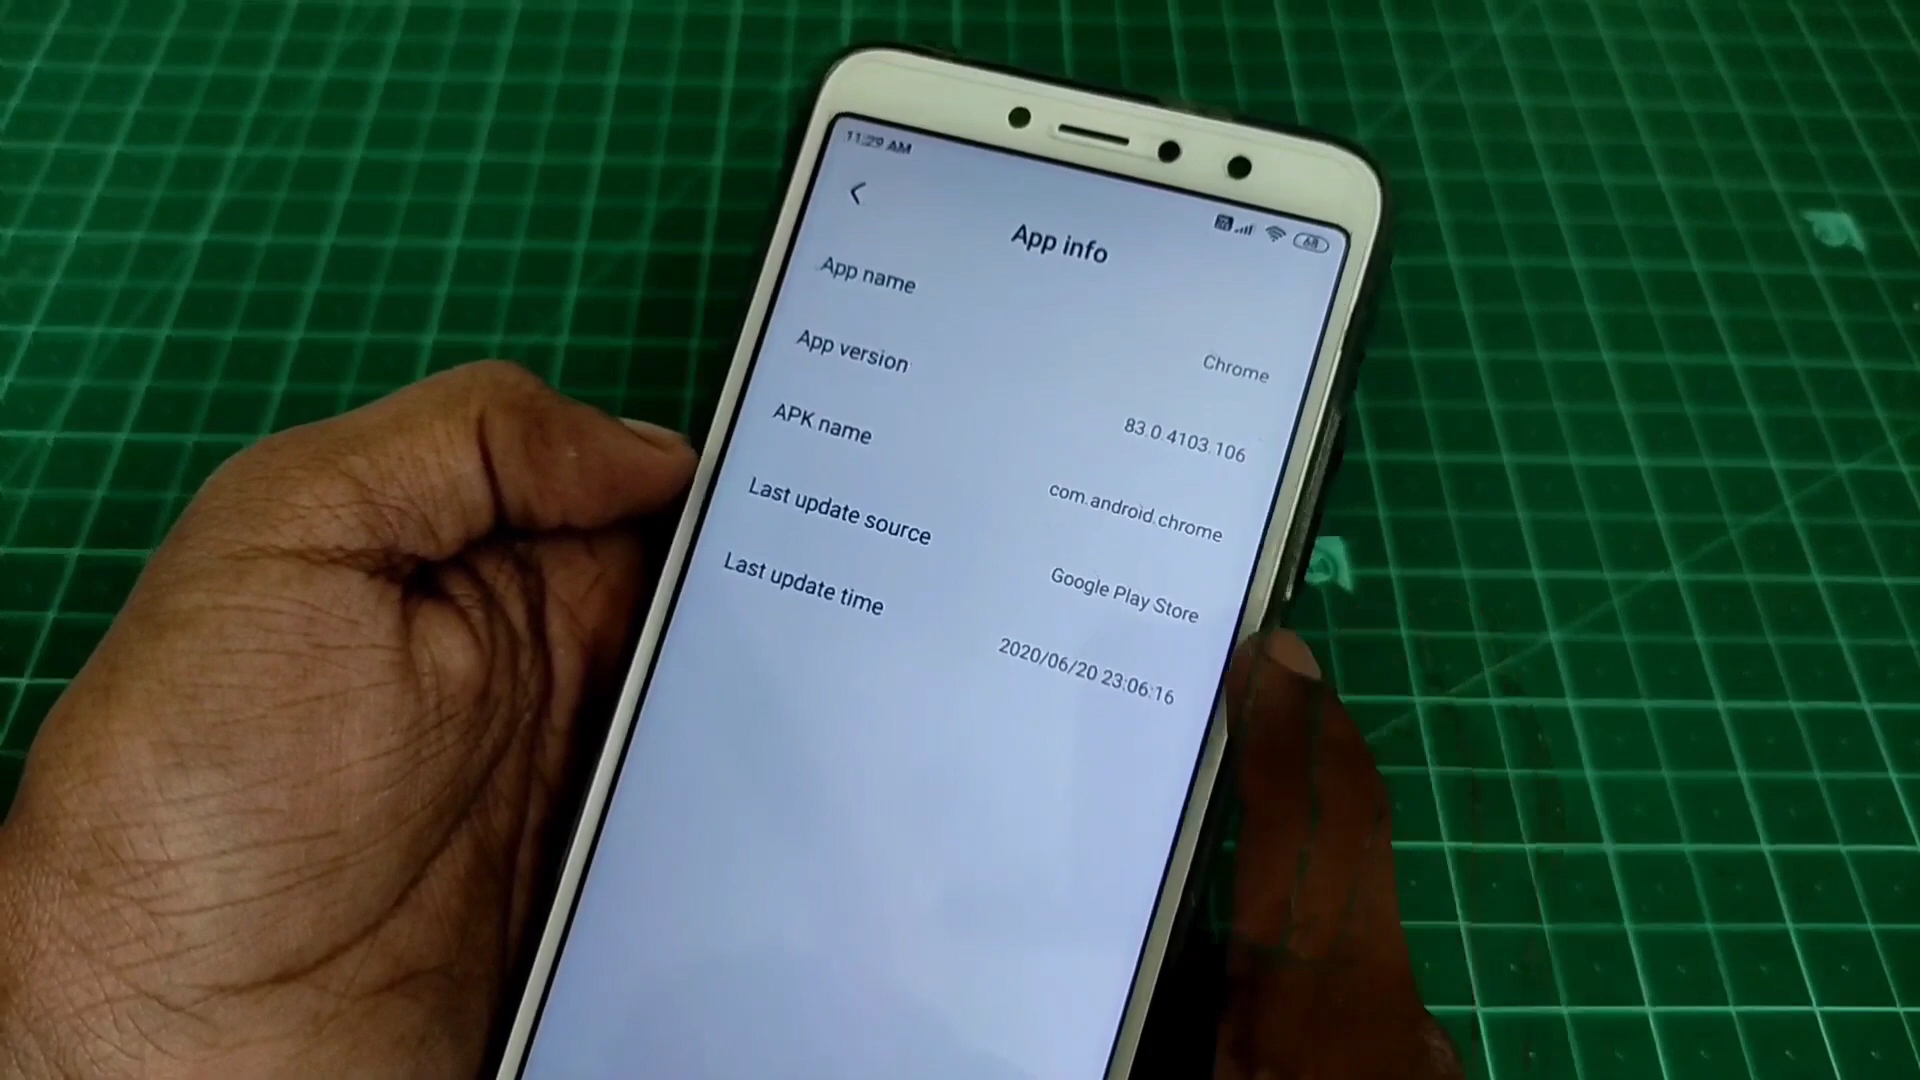 11:29 AM
68
App info
App name
Chrome
App version
83.0.4103.106
APK name
com.android.chrome
Last update source
Google Play Store
Last update time
2020/06/20 23:06:16